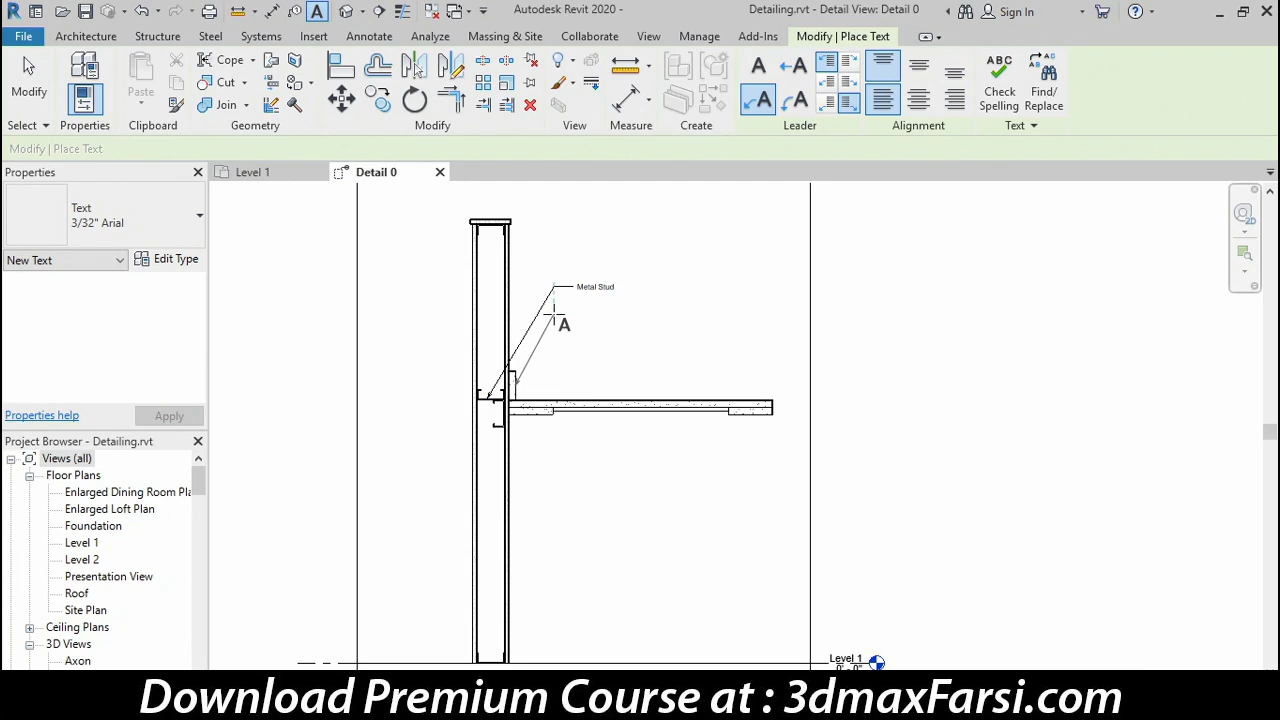 Autodesk Revit 2020 -
Detailing.rvt - Detail View: Detail 0
Sign In
File
Architecture
Structure
Steel
Systems
Insert
Annotate
Analyze
Massing & Site
Collaborate
View
Manage
Add-Ins
Modify | Place Text
Modify
Paste
Cope
Cut
Join
A
A
A
A
A
ABC
Check
Spelling
Find/
Replace
Select
Properties
Clipboard
Geometry
Modify
View
Measure
Create
Leader
Alignment
Text
Modify | Place Text
Properties
Level 1
Detail 0
Text
3/32" Arial
New Text
Edit Type
2D
Metal Stud
A
Properties help
Apply
Project Browser - Detailing.rvt
Views (all)
Floor Plans
Enlarged Dining Room Pla
Enlarged Loft Plan
Foundation
Level 1
Level 2
Presentation View
Roof
Site Plan
Ceiling Plans
3D Views
Axon
Level 1
0' - 0"
Download Premium Course at : 3dmaxFarsi.com